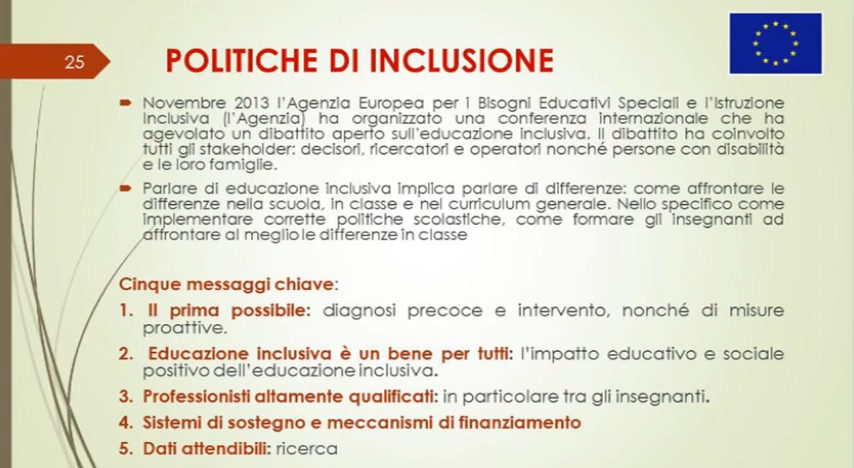 25
POLITICHE DI INCLUSIONE
Novembre 2013 l'Agenzia Europea per i Bisogni Educativi Speciali e l'Istruzione
Inclusiva (l'Agenzia) ha organizzato una conferenza internazionale che ha
agevolato un dibattito aperto sull'educazione inclusiva. Il dibattito ha coinvolto
tutti gli stakeholder: decisori, ricercatori e operatori nonché persone con disabilità
e le loro famiglie.
Parlare di educazione inclusiva implica parlare di differenze: come affrontare le
differenze nella scuola, in classe e nel curriculum generale. Nello specifico come
implementare corrette politiche scolastiche, come formare gli insegnanti ad
affrontare al meglio le differenze in classe
Cinque messaggi chiave:
1. Il prima possibile: diagnosi precoce e intervento, nonché di misure
proattive.
2. Educazione inclusiva è un bene per tutti: l'impatto educativo e sociale
positivo dell'educazione inclusiva.
3. Professionisti altamente qualificati: in particolare tra gli insegnanti.
4. Sistemi di sostegno e meccanismi di finanziamento
5. Dati attendibili: ricerca